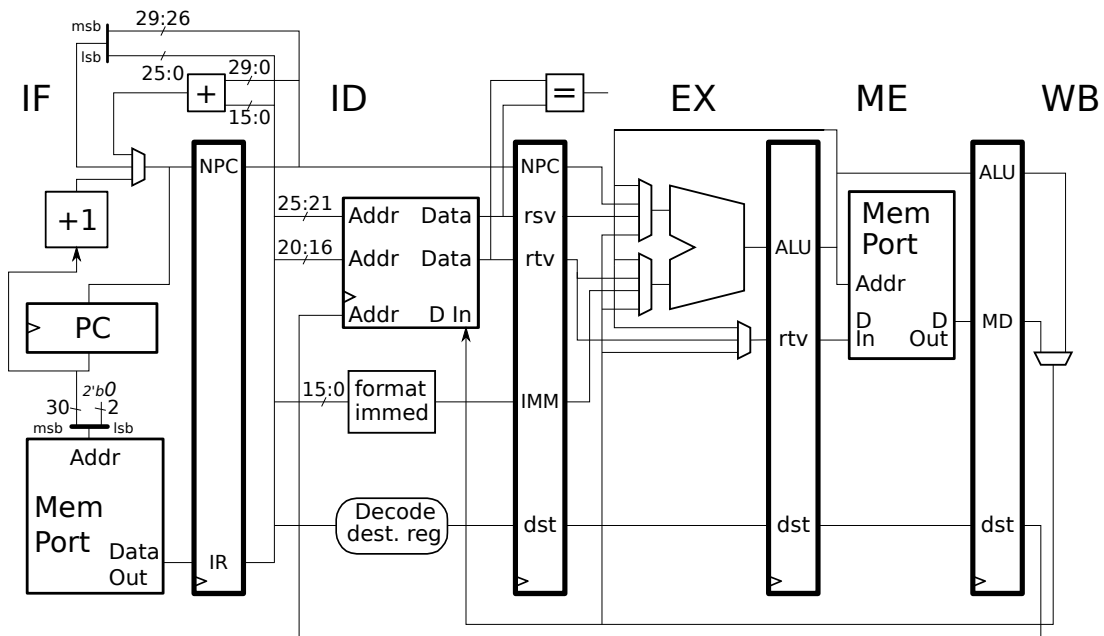 29:26
msb
lsb
25:0
29:0
15:0
+
=
IF
ID
EX
ME
WB
NPC
NPC
ALU
+1
25:21
Addr
Data
rsv
Mem
Port
20:16
Addr
Data
rtv
ALU
Addr
Addr
D In
PC
D
In
D
Out
MD
rtv
2'b0
30
2
msb
lsb
15:0
format
immed
IMM
Addr
Mem
Port
Data
Out
IR
Decode
dest. reg
dst
dst
dst